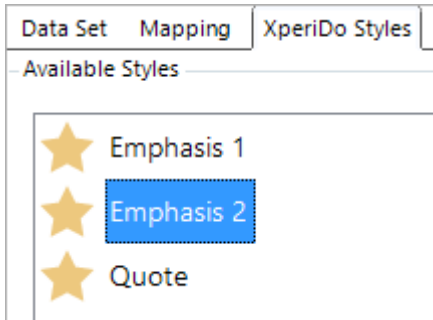 Data Set Mapping XperiDo Styles
Available Styles
Emphasis 1
Emphasis 2
Quote